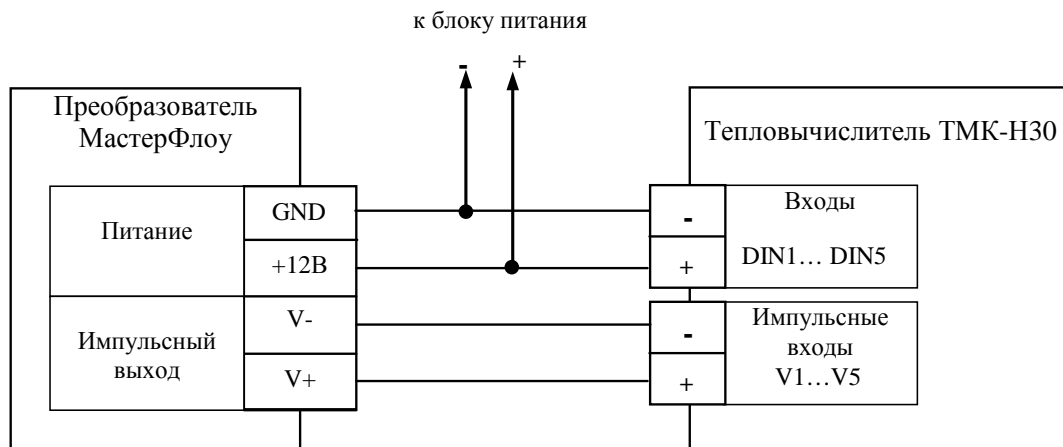 к блоку питания
- +
Преобразователь
МастерФлоу
Тепловычислитель ТМК-Н30
Питание
GND
+12В
Импульсный
выход
V-
V+
-
+
Входы
DIN1… DIN5
-
+
Импульсные
входы
V1…V5